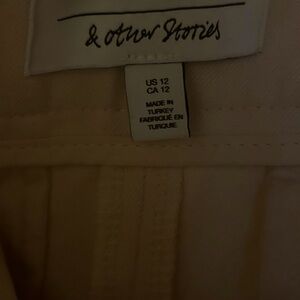 & other Stories
US 12
CA 12
MADE IN
TURKEY
FABRIQUÉ EN
TURQUIE